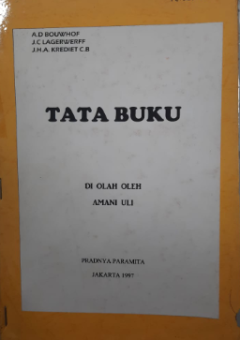 A.D BOUWHOF
J.C LAGERWERFF
J.H.A. KREDIET C.B
TATA BUKU
DI OLAH OLEH
AMANI ULI
PRADNYA PARAMITA
JAKARTA 1987